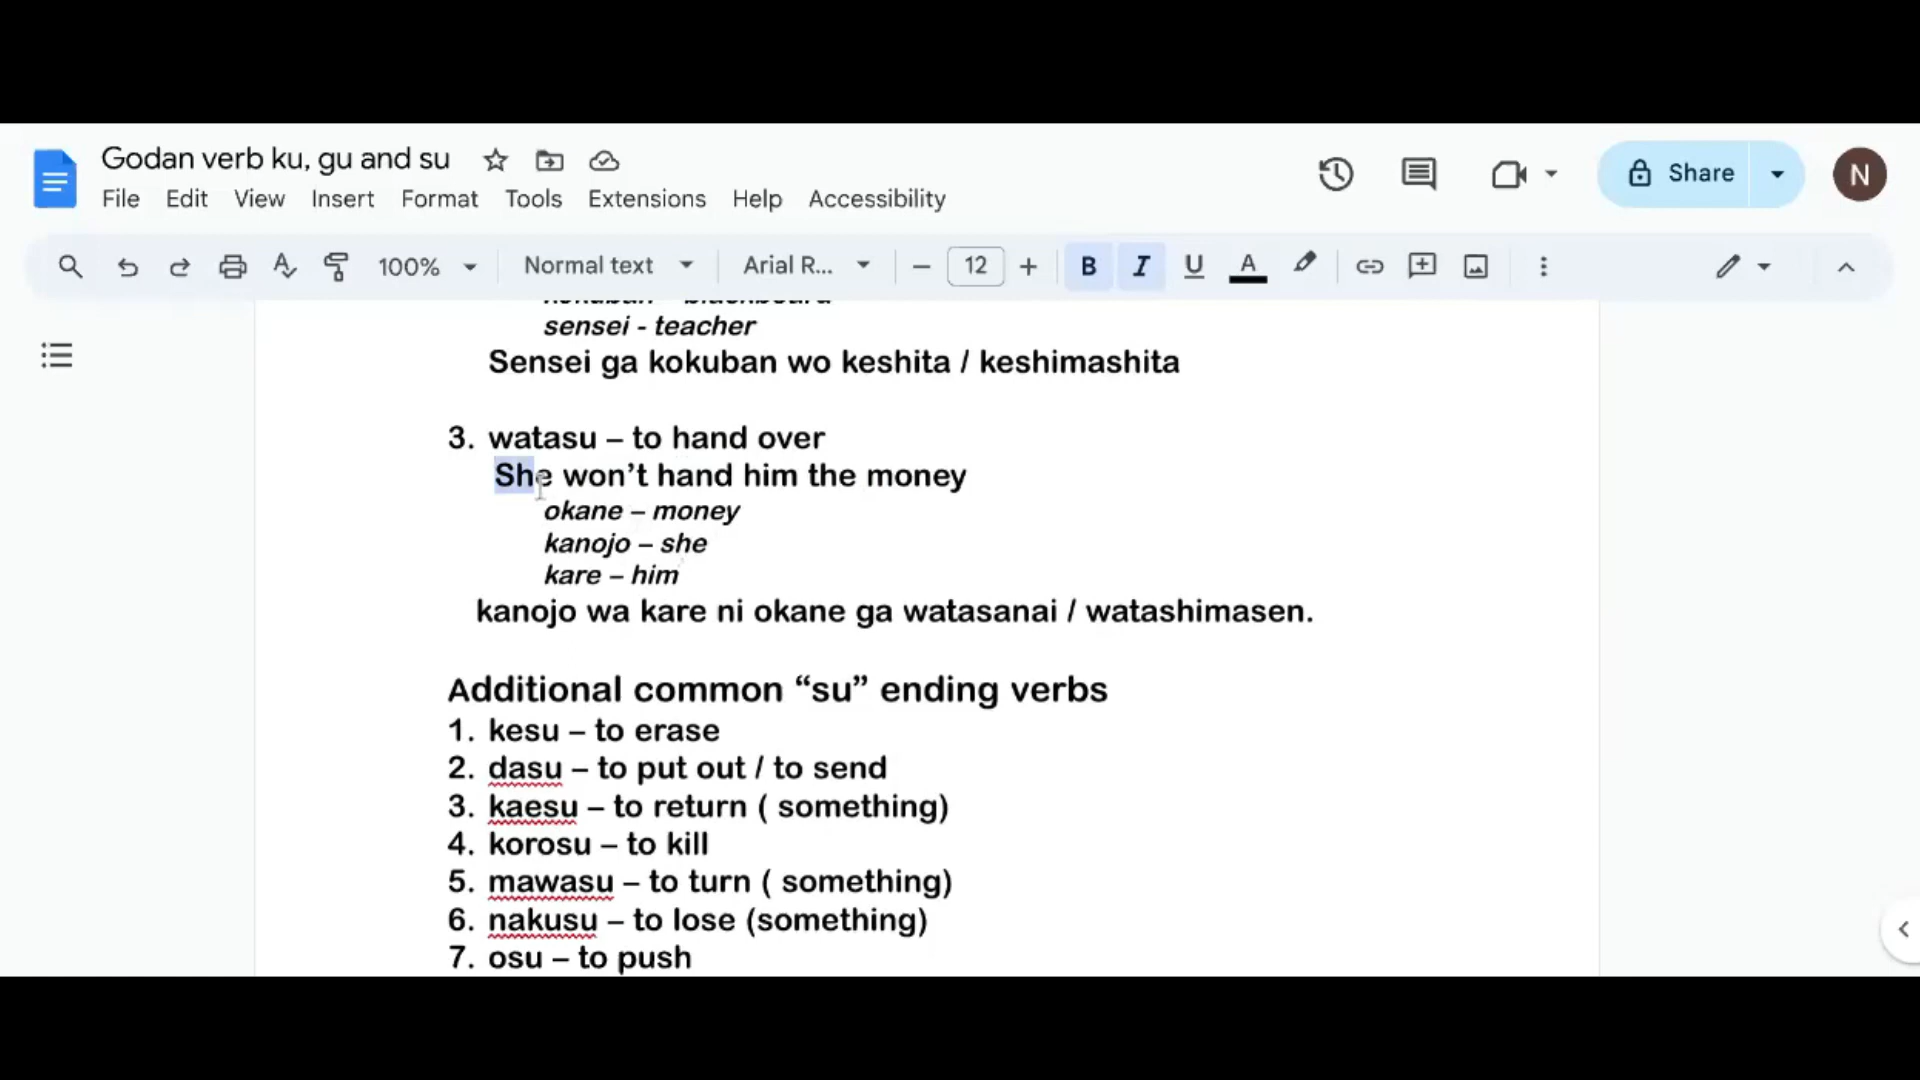 Godan verb ku, gu and su
File Edit View Insert Format Tools Extensions Help Accessibility
Share
N
100% Normal text Arial R... 12 B I U A
sensei - teacher
Sensei ga kokuban wo keshita / keshimashita
3. watasu – to hand over
She won’t hand him the money
okane – money
kanojo – she
kare – him
kanojo wa kare ni okane ga watasanai / watashimasen.
Additional common “su” ending verbs
1. kesu – to erase
2. dasu – to put out / to send
3. kaesu – to return ( something)
4. korosu – to kill
5. mawasu – to turn ( something)
6. nakusu – to lose (something)
7. osu – to push